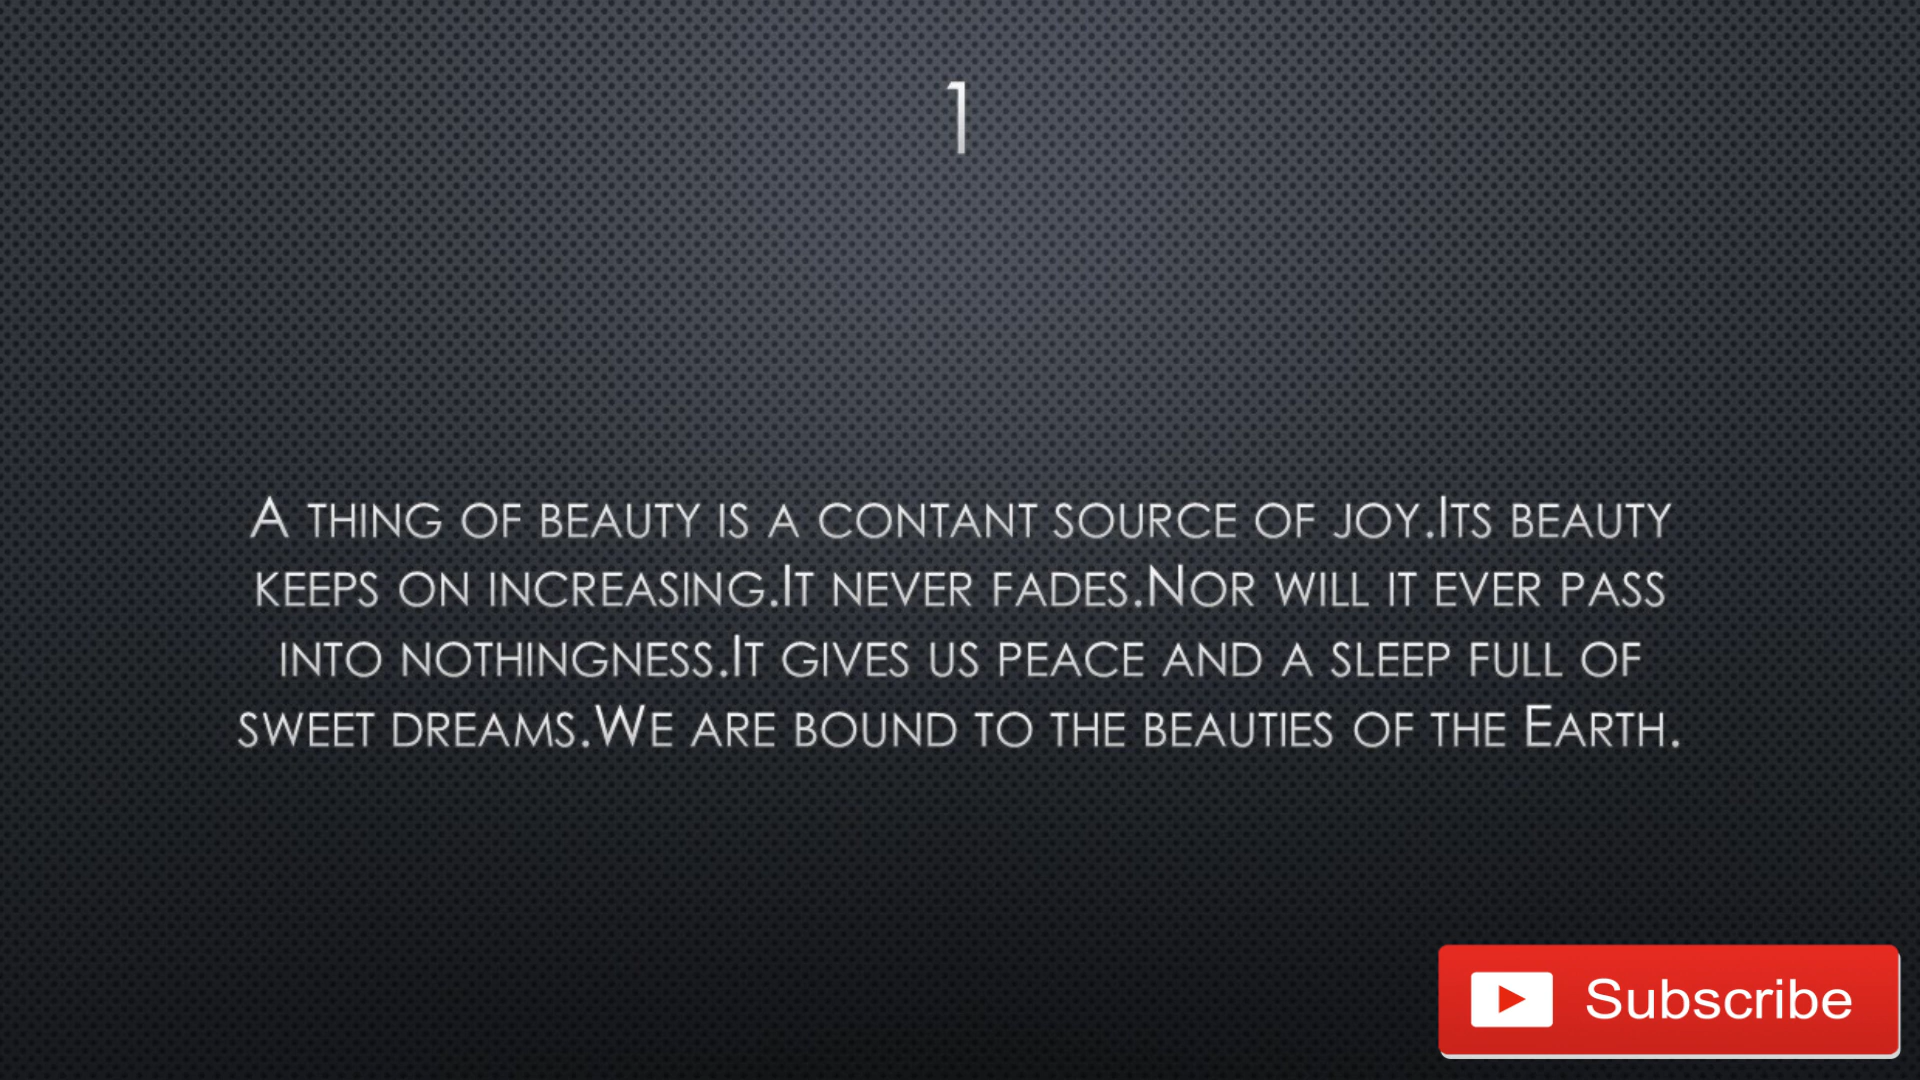 1
A thing of beauty is a contant source of joy.Its beauty
keeps on increasing.It never fades.Nor will it ever pass
into nothingness.It gives us peace and a sleep full of
sweet dreams.We are bound to the beauties of the Earth.
Subscribe